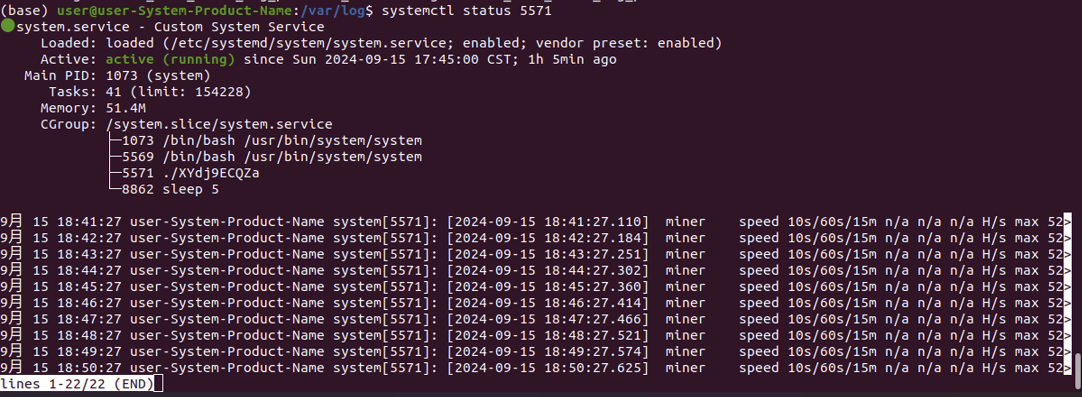 (base) user@user-System-Product-Name:/var/log$ systemctl status 5571
system.service - Custom System Service
Loaded: loaded (/etc/systemd/system/system.service; enabled; vendor preset: enabled)
Active: active (running) since Sun 2024-09-15 17:45:00 CST; 1h 5min ago
Main PID: 1073 (system)
Tasks: 41 (limit: 154228)
Memory: 51.4M
CGroup: /system.slice/system.service
├─1073 /bin/bash /usr/bin/system/system
├─5569 /bin/bash /usr/bin/system/system
├─5571 ./XYdj9ECQZa
└─8862 sleep 5
9月 15 18:41:27 user-System-Product-Name system[5571]: [2024-09-15 18:41:27.110]  miner    speed 10s/60s/15m n/a n/a n/a H/s max 52>
9月 15 18:42:27 user-System-Product-Name system[5571]: [2024-09-15 18:42:27.184]  miner    speed 10s/60s/15m n/a n/a n/a H/s max 52>
9月 15 18:43:27 user-System-Product-Name system[5571]: [2024-09-15 18:43:27.251]  miner    speed 10s/60s/15m n/a n/a n/a H/s max 52>
9月 15 18:44:27 user-System-Product-Name system[5571]: [2024-09-15 18:44:27.302]  miner    speed 10s/60s/15m n/a n/a n/a H/s max 52>
9月 15 18:45:27 user-System-Product-Name system[5571]: [2024-09-15 18:45:27.360]  miner    speed 10s/60s/15m n/a n/a n/a H/s max 52>
9月 15 18:46:27 user-System-Product-Name system[5571]: [2024-09-15 18:46:27.414]  miner    speed 10s/60s/15m n/a n/a n/a H/s max 52>
9月 15 18:47:27 user-System-Product-Name system[5571]: [2024-09-15 18:47:27.466]  miner    speed 10s/60s/15m n/a n/a n/a H/s max 52>
9月 15 18:48:27 user-System-Product-Name system[5571]: [2024-09-15 18:48:27.521]  miner    speed 10s/60s/15m n/a n/a n/a H/s max 52>
9月 15 18:49:27 user-System-Product-Name system[5571]: [2024-09-15 18:49:27.574]  miner    speed 10s/60s/15m n/a n/a n/a H/s max 52>
9月 15 18:50:27 user-System-Product-Name system[5571]: [2024-09-15 18:50:27.625]  miner    speed 10s/60s/15m n/a n/a n/a H/s max 52>
lines 1-22/22 (END)